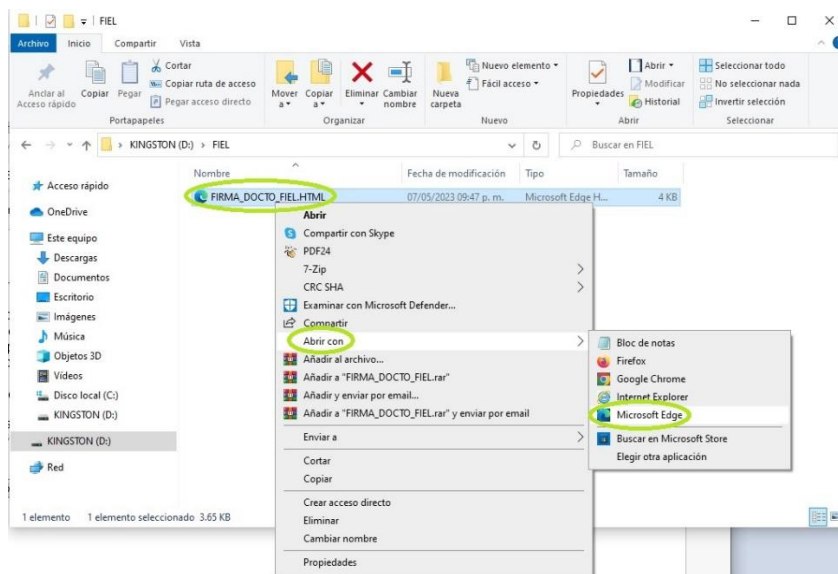 FIEL
Archivo Inicio Compartir Vista
Anclar al Acceso rápido
Copiar
Pegar
Cortar
Copiar ruta de acceso
Pegar acceso directo
Portapapeles
Mover a
Copiar a
Eliminar
Cambiar nombre
Organizar
Nueva carpeta
Nuevo elemento
Fácil acceso
Nuevo
Propiedades
Abrir
Modificar
Historial
Abrir
Seleccionar todo
No seleccionar nada
Invertir selección
Seleccionar
KINGSTON (D:) > FIEL
Buscar en FIEL
Nombre Fecha de modificación Tipo Tamaño
FIRMA_DOCTO_FIEL.HTML 07/05/2023 09:47 p. m. Microsoft Edge H... 4 KB
Acceso rápido
OneDrive
Este equipo
Descargas
Documentos
Escritorio
Imágenes
Música
Objetos 3D
Vídeos
Disco local (C:)
KINGSTON (D:)
KINGSTON (D:)
Red
Abrir
Compartir con Skype
PDF24
7-Zip
CRC SHA
Examinar con Microsoft Defender...
Compartir
Abrir con
Añadir al archivo...
Añadir a "FIRMA_DOCTO_FIEL.rar"
Añadir y enviar por email...
Añadir a "FIRMA_DOCTO_FIEL.rar" y enviar por email
Enviar a
Cortar
Copiar
Crear acceso directo
Eliminar
Cambiar nombre
Propiedades
Bloc de notas
Firefox
Google Chrome
Internet Explorer
Microsoft Edge
Buscar en Microsoft Store
Elegir otra aplicación
1 elemento 1 elemento seleccionado 3.65 KB